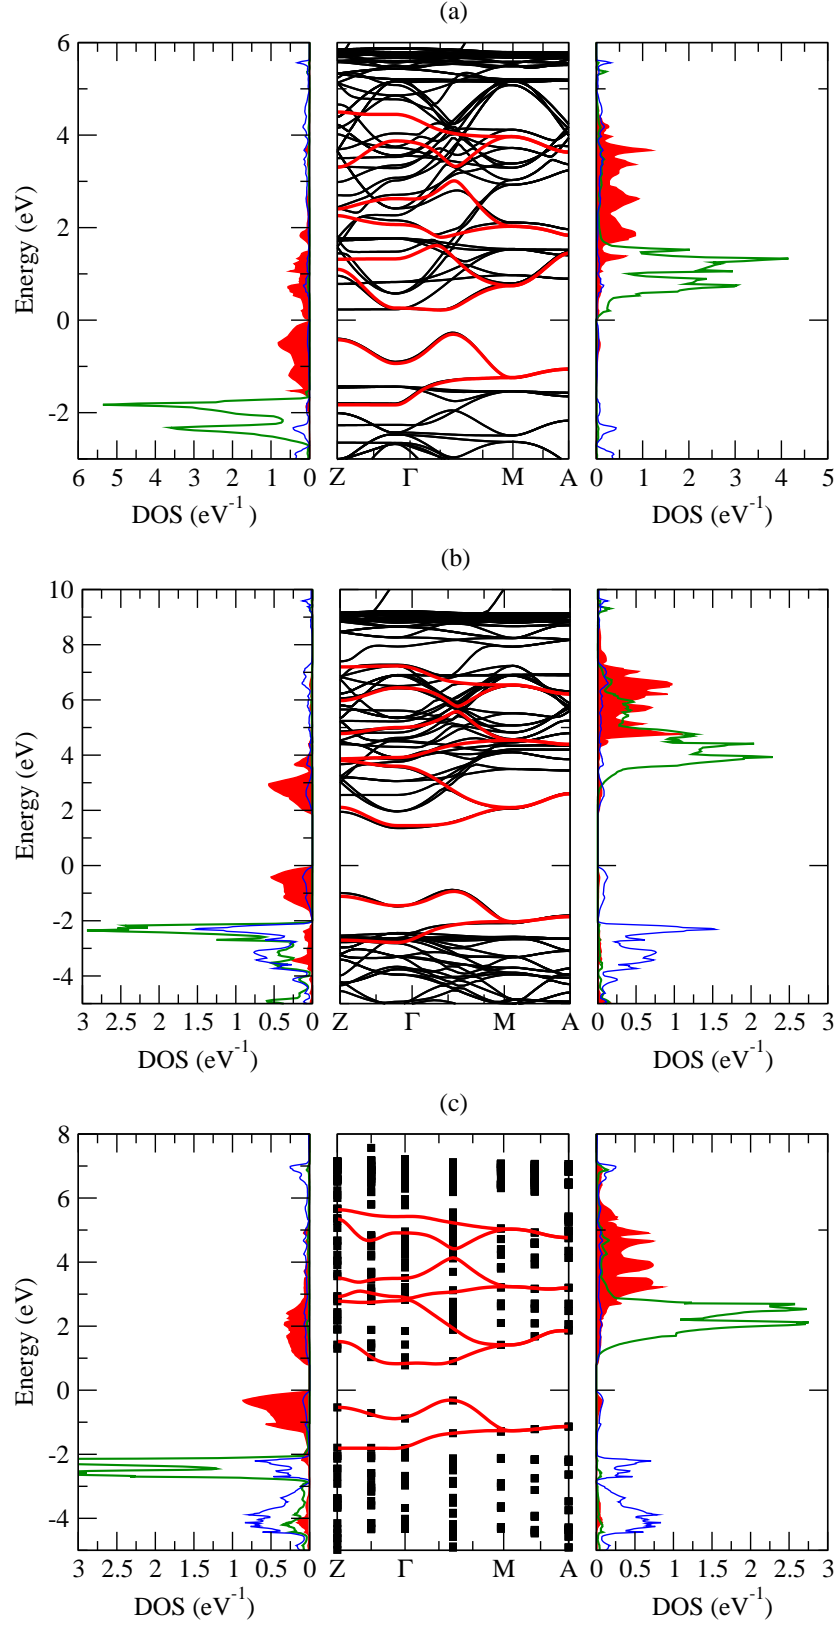 (a)
6
4
2
0
-2
Energy (eV)
6 5 4 3 2 1 0
DOS (eV-1 )
Z Γ M A
0 1 2 3 4 5
DOS (eV-1)
(b)
10
8
6
4
2
0
-2
-4
Energy (eV)
3 2.5 2 1.5 1 0.5 0
DOS (eV-1)
Z Γ M A
0 0.5 1 1.5 2 2.5 3
DOS (eV-1)
(c)
8
6
4
2
0
-2
-4
Energy (eV)
3 2.5 2 1.5 1 0.5 0
DOS (eV-1)
Z Γ M A
0 0.5 1 1.5 2 2.5 3
DOS (eV-1)